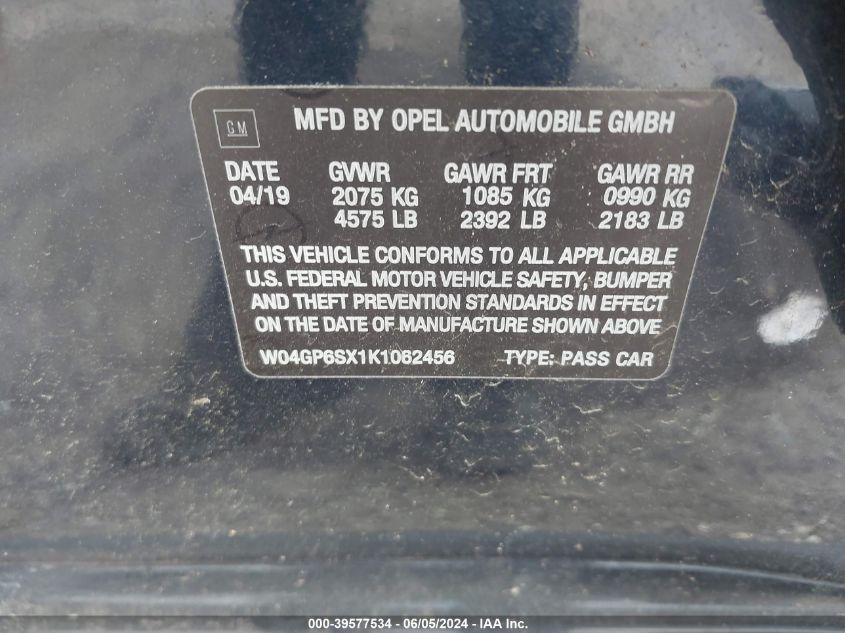 GM
MFD BY OPEL AUTOMOBILE GMBH
DATE GVWR GAWR FRT GAWR RR
04/19 2075 KG 1085 KG 0990 KG
4575 LB 2392 LB 2183 LB
THIS VEHICLE CONFORMS TO ALL APPLICABLE
U.S. FEDERAL MOTOR VEHICLE SAFETY, BUMPER
AND THEFT PREVENTION STANDARDS IN EFFECT
ON THE DATE OF MANUFACTURE SHOWN ABOVE
W04GP6SX1K1062456 TYPE: PASS CAR
000-39577534 - 06/05/2024 - IAA Inc.